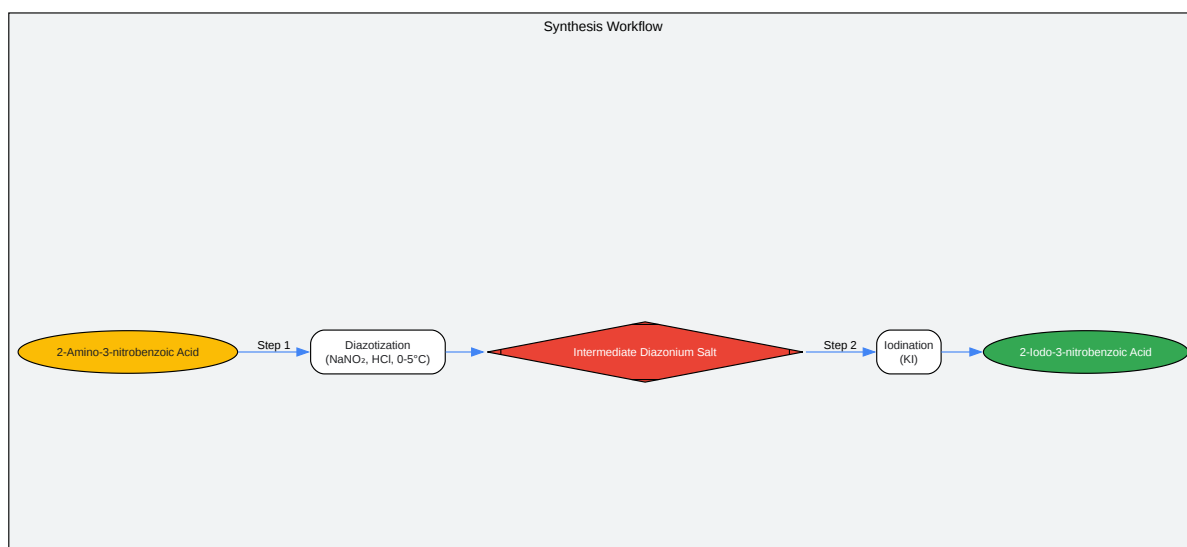 Synthesis Workflow
2-Amino-3-nitrobenzoic Acid
Step 1
Diazotization
(NaNO₂, HCl, 0-5°C)
Intermediate Diazonium Salt
Step 2
Iodination
(KI)
2-Iodo-3-nitrobenzoic Acid